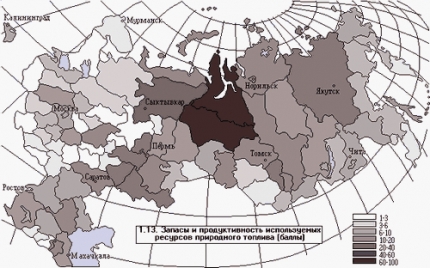 Калининград
Мурманск
Норильск
Якутск
Москва
Сыктывкар
Пермь
Томск
Чита
Саратов
Ростов
Махачкала
1.13. Запасы и продуктивность используемых
ресурсов природного топлива (баллы)
1-3
3-6
6-10
10-20
20-40
40-60
60-100